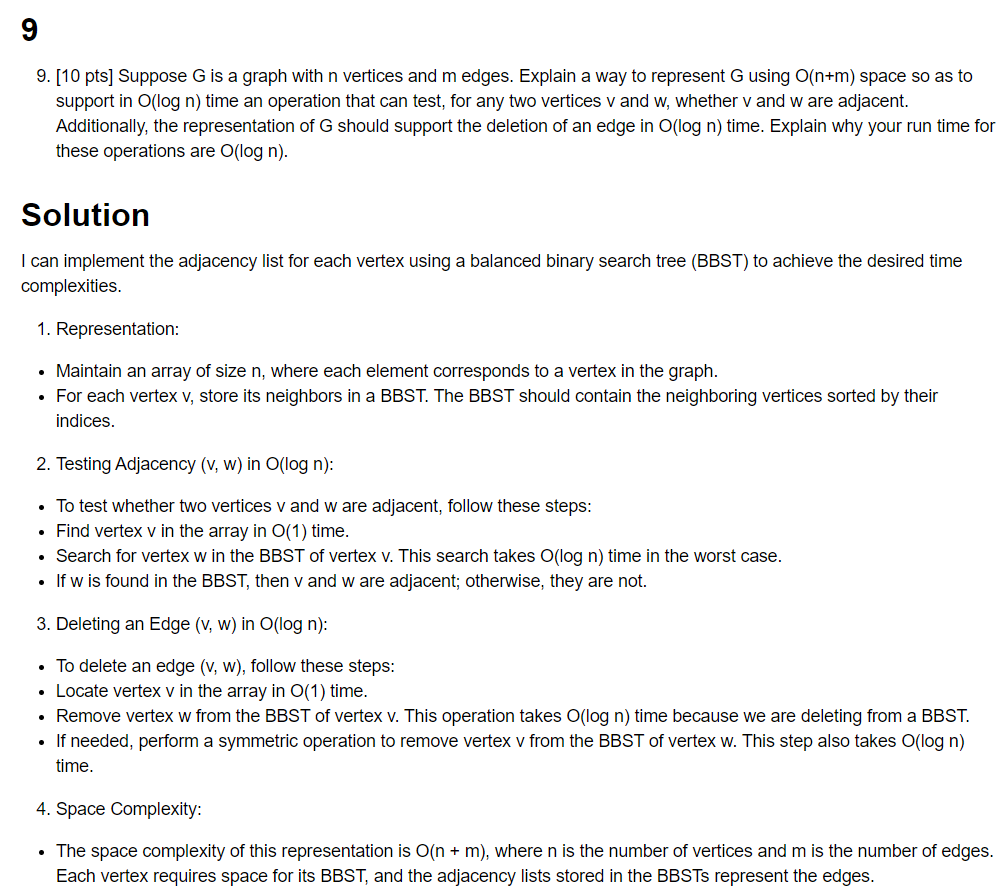 9
9. [10 pts] Suppose G is a graph with n vertices and m edges. Explain a way to represent G using O(n+m) space so as to
support in O(log n) time an operation that can test, for any two vertices v and w, whether v and w are adjacent.
Additionally, the representation of G should support the deletion of an edge in O(log n) time. Explain why your run time for
these operations are O(log n).
Solution
I can implement the adjacency list for each vertex using a balanced binary search tree (BBST) to achieve the desired time
complexities.
1. Representation:
• Maintain an array of size n, where each element corresponds to a vertex in the graph.
• For each vertex v, store its neighbors in a BBST. The BBST should contain the neighboring vertices sorted by their
indices.
2. Testing Adjacency (v, w) in O(log n):
• To test whether two vertices v and w are adjacent, follow these steps:
• Find vertex v in the array in O(1) time.
• Search for vertex w in the BBST of vertex v. This search takes O(log n) time in the worst case.
• If w is found in the BBST, then v and w are adjacent; otherwise, they are not.
3. Deleting an Edge (v, w) in O(log n):
• To delete an edge (v, w), follow these steps:
• Locate vertex v in the array in O(1) time.
• Remove vertex w from the BBST of vertex v. This operation takes O(log n) time because we are deleting from a BBST.
• If needed, perform a symmetric operation to remove vertex v from the BBST of vertex w. This step also takes O(log n)
time.
4. Space Complexity:
• The space complexity of this representation is O(n + m), where n is the number of vertices and m is the number of edges.
Each vertex requires space for its BBST, and the adjacency lists stored in the BBSTs represent the edges.